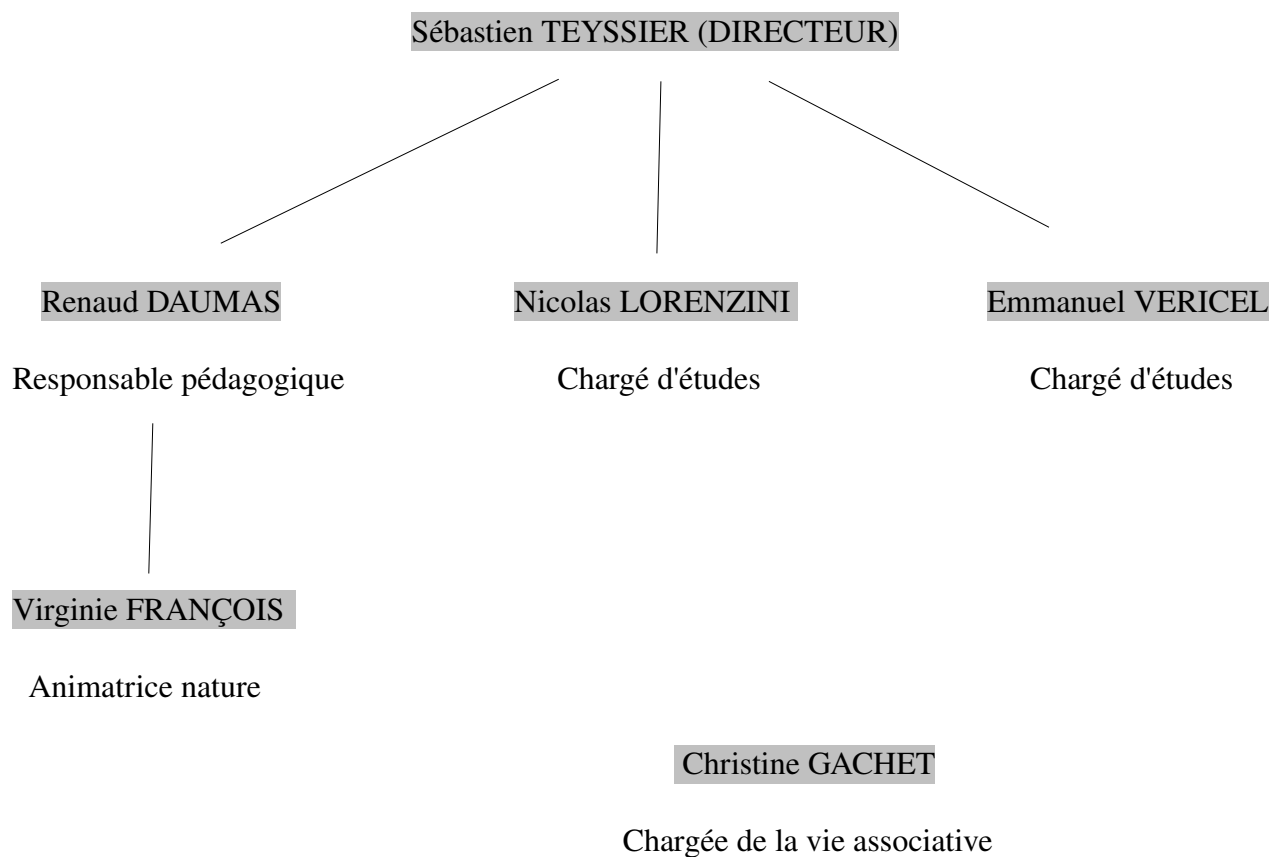 Sébastien TEYSSIER (DIRECTEUR)
Renaud DAUMAS
Nicolas LORENZINI
Emmanuel VERICEL
Responsable pédagogique
Chargé d'études
Chargé d'études
Virginie FRANÇOIS
Animatrice nature
Christine GACHET
Chargée de la vie associative